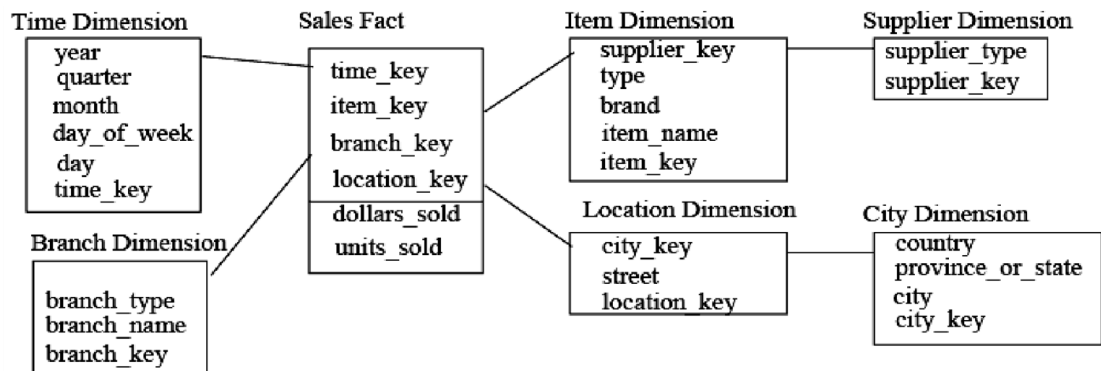 Time Dimension
year
quarter
month
day_of_week
day
time_key
Branch Dimension
branch_type
branch_name
branch_key
Sales Fact
time_key
item_key
branch_key
location_key
dollars_sold
units_sold
Item Dimension
supplier_key
type
brand
item_name
item_key
Location Dimension
city_key
street
location_key
Supplier Dimension
supplier_type
supplier_key
City Dimension
country
province_or_state
city
city_key